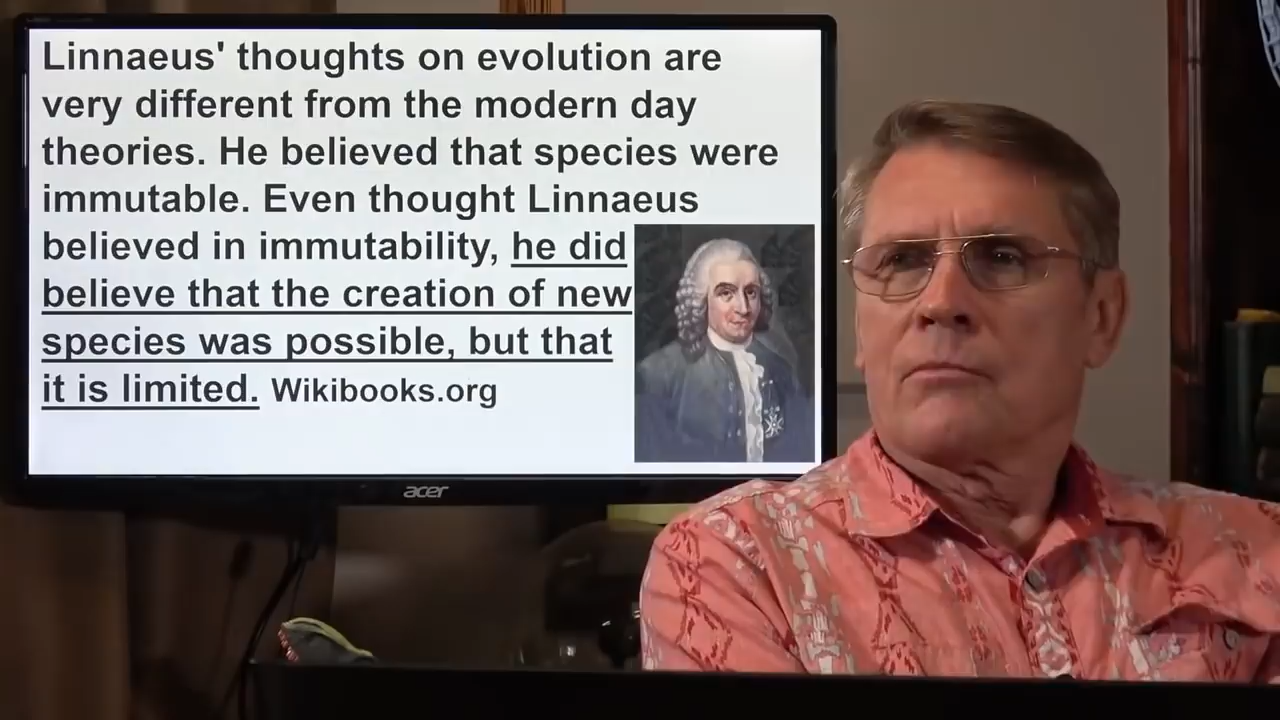 Linnaeus' thoughts on evolution are
very different from the modern day
theories. He believed that species were
immutable. Even thought Linnaeus
believed in immutability, he did
believe that the creation of new
species was possible, but that
it is limited. Wikibooks.org
acer